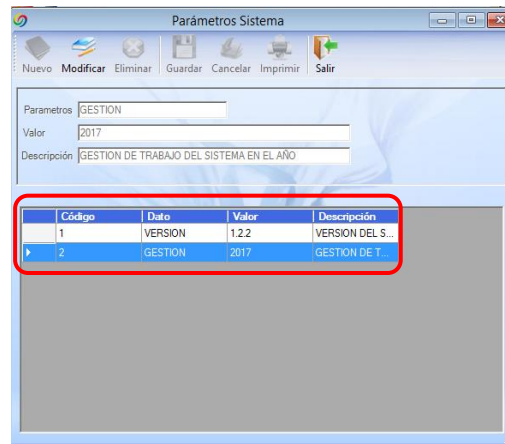 Parámetros Sistema
Nuevo Modificar Eliminar Guardar Cancelar Imprimir Salir
Parametros GESTION
Valor 2017
Descripción GESTION DE TRABAJO DEL SISTEMA EN EL AÑO
Código Dato Valor Descripción
1 VERSION 1.2.2 VERSION DEL S...
2 GESTION 2017 GESTION DE T...